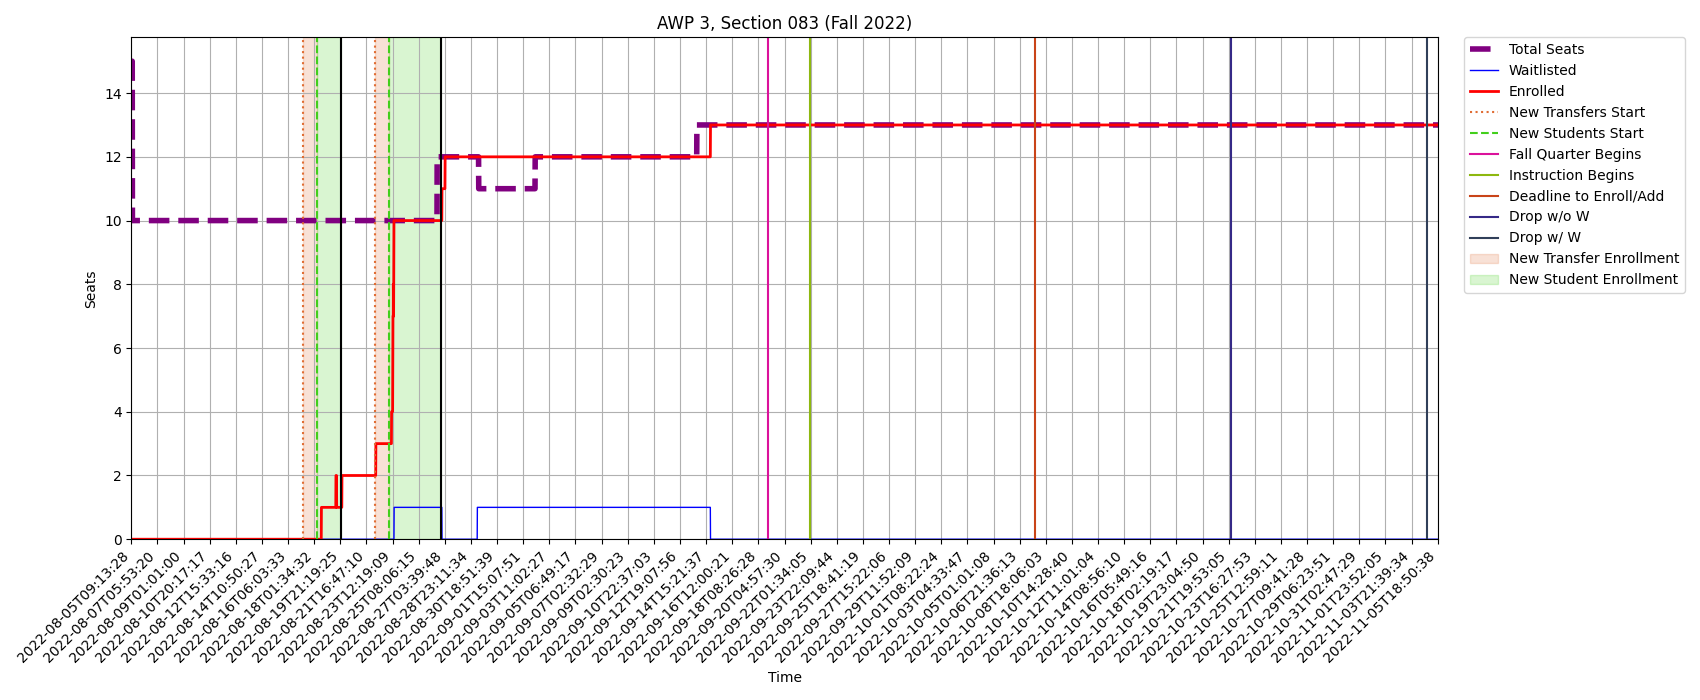 AWP 3, Section 083 (Fall 2022)
Total Seats
Waitlisted
Enrolled
New Transfers Start
New Students Start
Fall Quarter Begins
Instruction Begins
Deadline to Enroll/Add
Drop w/o W
Drop w/ W
New Transfer Enrollment
New Student Enrollment
Seats
14
12
10
8
6
4
2
0
2022-08-05T09:13:28
2022-08-07T05:53:20
2022-08-09T01:01:00
2022-08-10T20:17:17
2022-08-12T15:33:16
2022-08-14T10:50:27
2022-08-16T06:03:33
2022-08-18T01:34:32
2022-08-19T21:19:25
2022-08-21T16:47:10
2022-08-23T12:19:09
2022-08-25T08:06:15
2022-08-27T03:39:48
2022-08-28T23:11:34
2022-08-30T18:51:39
2022-09-01T15:07:51
2022-09-03T11:02:27
2022-09-05T06:49:17
2022-09-07T02:32:29
2022-09-09T02:30:23
2022-09-10T22:37:03
2022-09-12T19:07:56
2022-09-14T15:21:37
2022-09-16T12:00:21
2022-09-18T08:26:28
2022-09-20T04:57:30
2022-09-22T01:34:05
2022-09-23T22:09:44
2022-09-25T18:41:19
2022-09-27T15:22:06
2022-09-29T11:52:09
2022-10-01T08:22:24
2022-10-03T04:33:47
2022-10-05T01:01:08
2022-10-06T21:36:13
2022-10-08T18:06:03
2022-10-10T14:28:40
2022-10-12T11:01:04
2022-10-14T08:56:10
2022-10-16T05:49:16
2022-10-18T02:19:17
2022-10-19T23:04:50
2022-10-21T19:53:05
2022-10-23T16:27:53
2022-10-25T12:59:11
2022-10-27T09:41:28
2022-10-29T06:23:51
2022-10-31T02:47:29
2022-11-01T23:52:05
2022-11-03T21:39:34
2022-11-05T18:50:38
Time